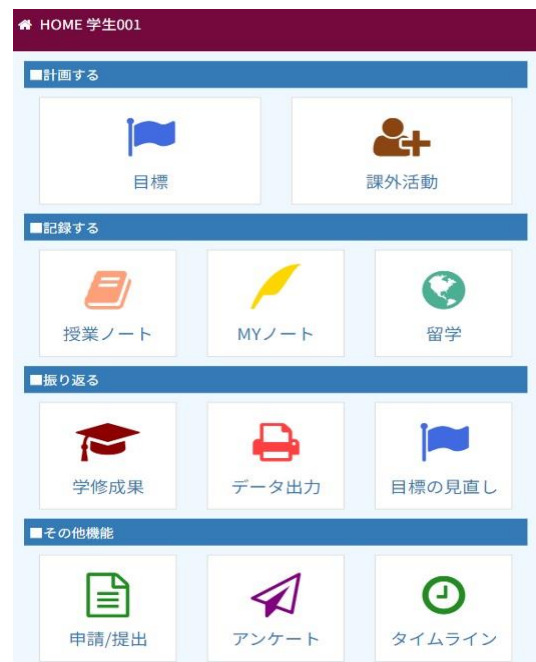 HOME 学生001
■計画する
目標
課外活動
■記録する
授業ノート
MYノート
留学
■振り返る
学修成果
データ出力
目標の見直し
■その他機能
申請/提出
アンケート
タイムライン